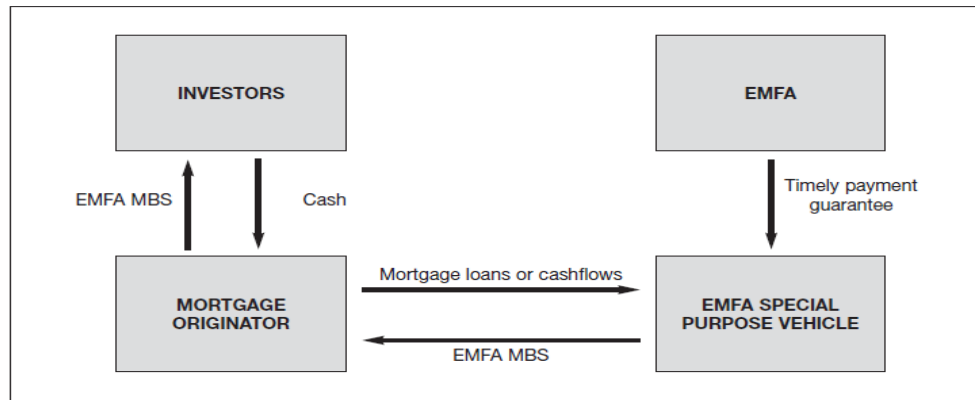 INVESTORS
EMFA
EMFA MBS
Cash
Timely payment
guarantee
Mortgage loans or cashflows
MORTGAGE
ORIGINATOR
EMFA SPECIAL
PURPOSE VEHICLE
EMFA MBS